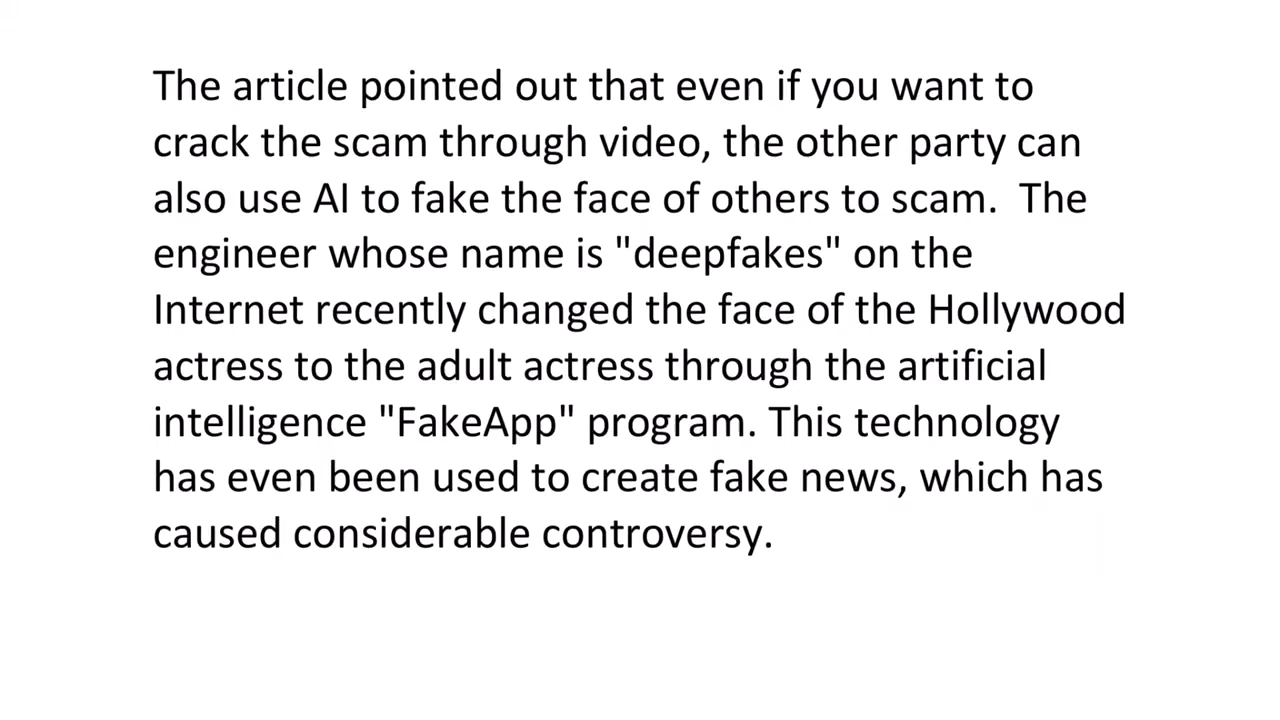 The article pointed out that even if you want to
crack the scam through video, the other party can
also use AI to fake the face of others to scam.  The
engineer whose name is "deepfakes" on the
Internet recently changed the face of the Hollywood
actress to the adult actress through the artificial
intelligence "FakeApp" program. This technology
has even been used to create fake news, which has
caused considerable controversy.